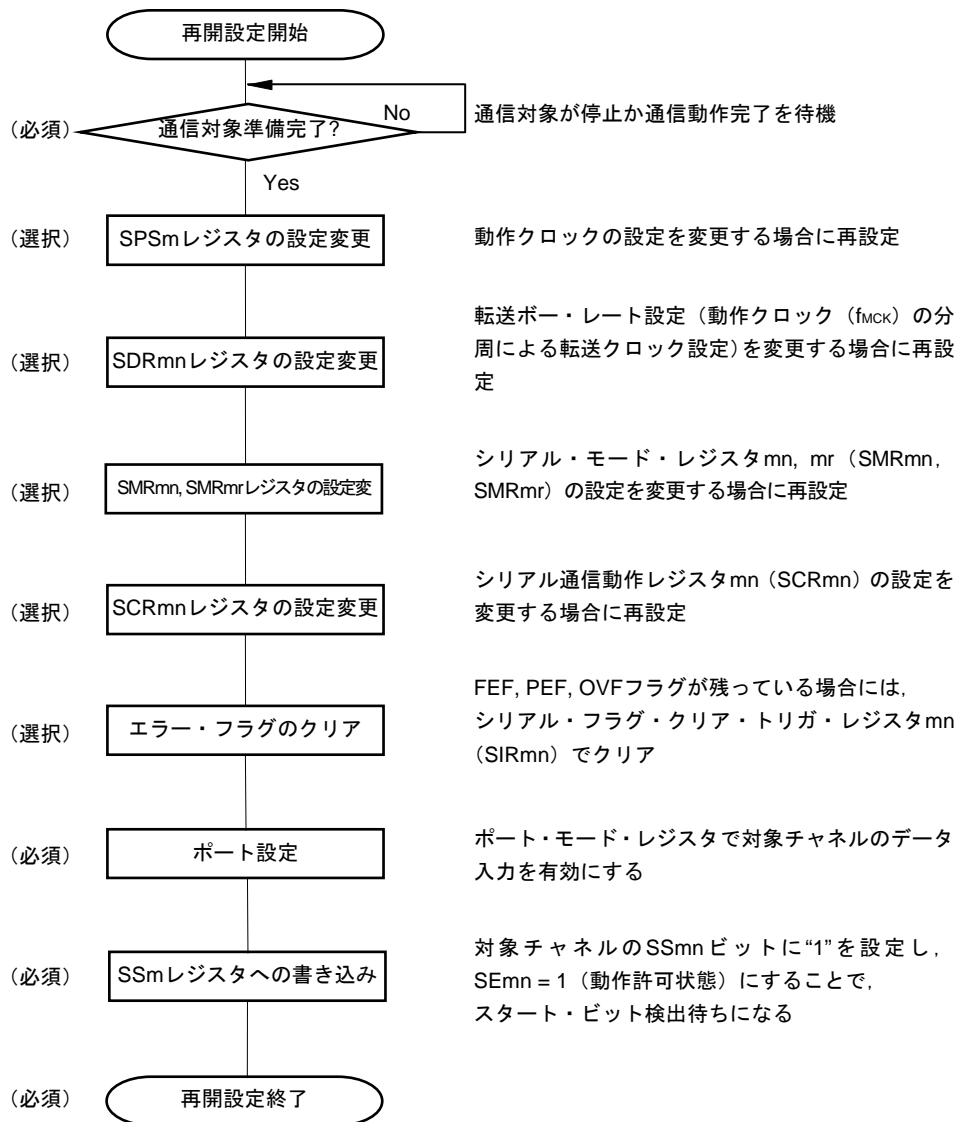 再開設定開始
No
通信対象が停止か通信動作完了を待機
（必須）
通信対象準備完了?
Yes
（選択）
SPSmレジスタの設定変更
動作クロックの設定を変更する場合に再設定
転送ボー・レート設定（動作クロック（fMCK）の分
（選択）
SDRmnレジスタの設定変更
周による転送クロック設定）を変更する場合に再設
定
シリアル・モード・レジスタmn, mr（SMRmn,
（選択）
SMRmn, SMRmrレジスタの設定変
SMRmr）の設定を変更する場合に再設定
シリアル通信動作レジスタmn（SCRmn）の設定を
（選択）
SCRmnレジスタの設定変更
変更する場合に再設定
FEF, PEF, OVFフラグが残っている場合には,
（選択）
エラー・フラグのクリア
シリアル・フラグ・クリア・トリガ・レジスタmn
（SIRmn）でクリア
（必須）
ポート設定
ポート・モード・レジスタで対象チャネルのデータ
入力を有効にする
対象チャネルのSSmnビットに“1”を設定し,
（必須）
SSmレジスタへの書き込み
SEmn = 1（動作許可状態）にすることで,
スタート・ビット検出待ちになる
（必須）
再開設定終了